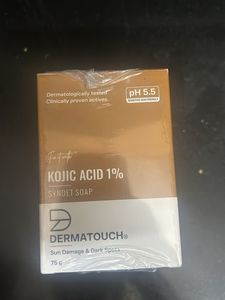 Dermatologically tested
Clinically proven actives.
pH 5.5
KOJIC ACID 1%
SYNDET SOAP
DERMATOUCH®
Sun Damage & Dark Spots
75 g